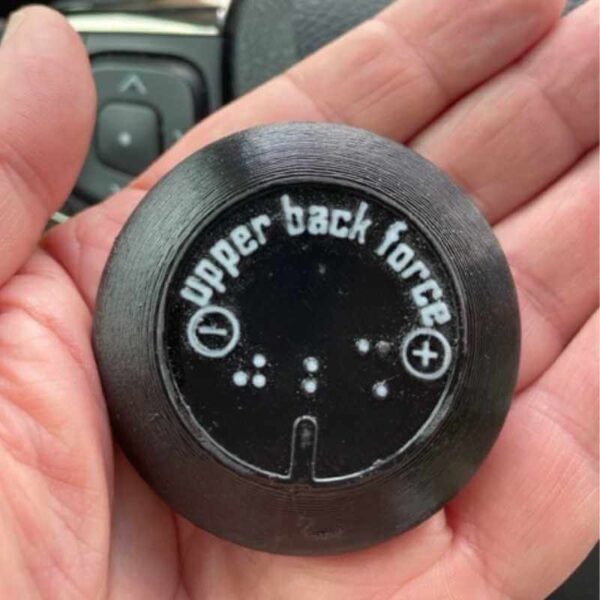 upper back force
- +